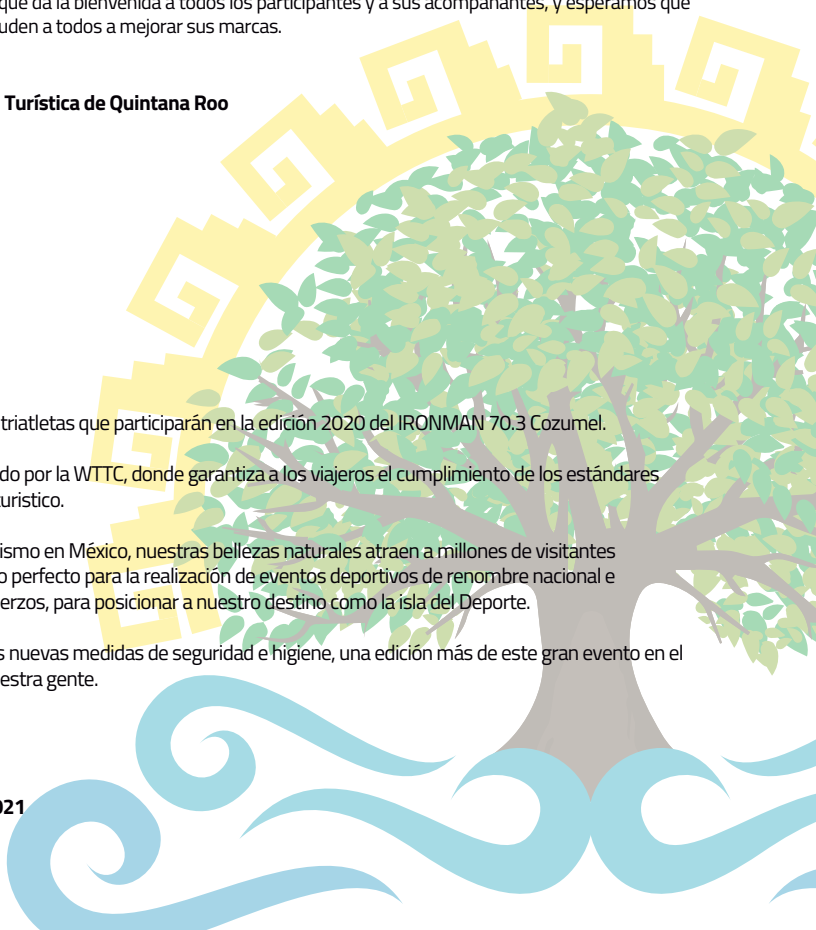 que da la bienvenida a todos los participantes y a sus acompañantes, y esperamos que
uden a todos a mejorar sus marcas.
Turística de Quintana Roo
triatletas que participarán en la edición 2020 del IRONMAN 70.3 Cozumel.
do por la WTTC, donde garantiza a los viajeros el cumplimiento de los estándares
uristico.
ismo en México, nuestras bellezas naturales atraen a millones de visitantes
o perfecto para la realización de eventos deportivos de renombre nacional e
erzos, para posicionar a nuestro destino como la isla del Deporte.
s nuevas medidas de seguridad e higiene, una edición más de este gran evento en el
estra gente.
021